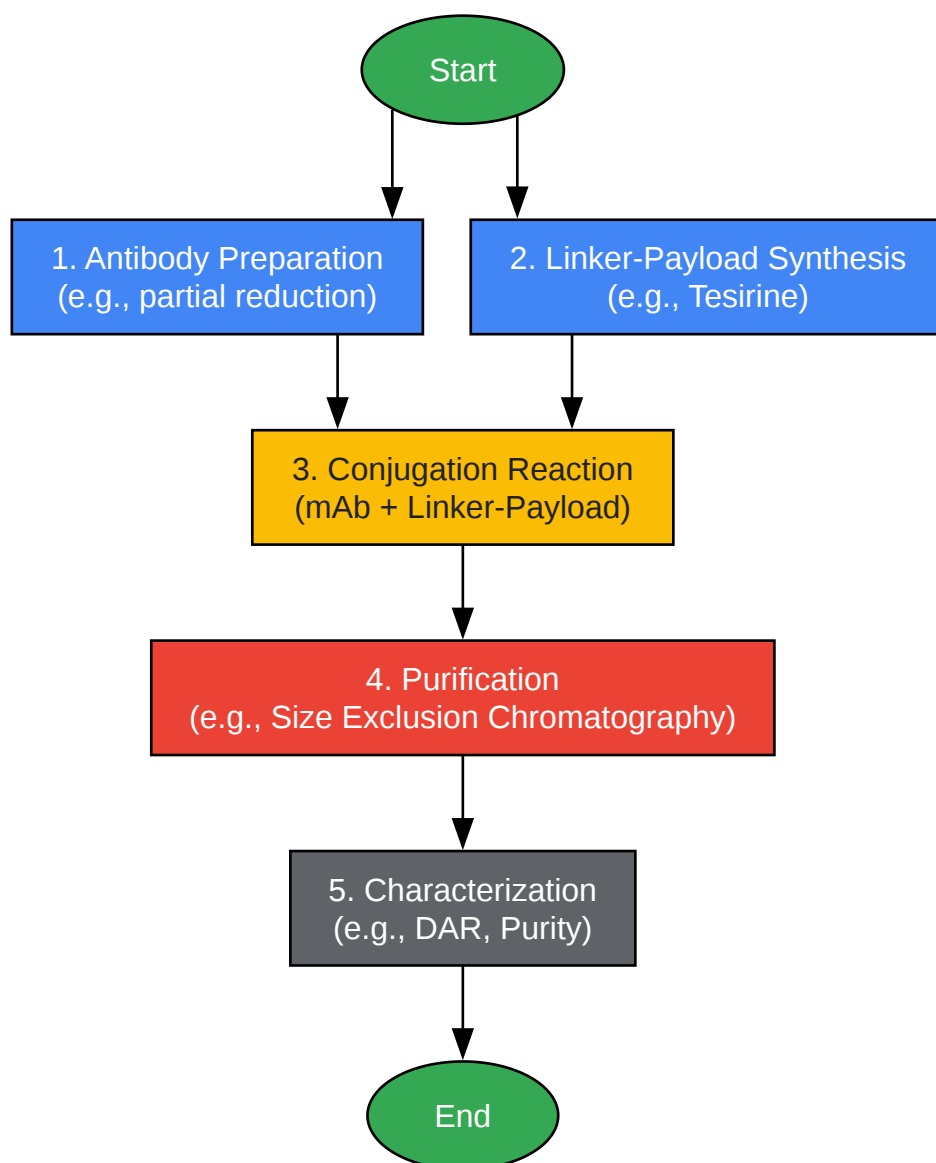 Start
1. Antibody Preparation
(e.g., partial reduction)
2. Linker-Payload Synthesis
(e.g., Tesirine)
3. Conjugation Reaction
(mAb + Linker-Payload)
4. Purification
(e.g., Size Exclusion Chromatography)
5. Characterization
(e.g., DAR, Purity)
End